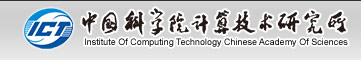 ICT
中国科学院计算技术研究所
Institute Of Computing Technology Chinese Academy Of Sciences